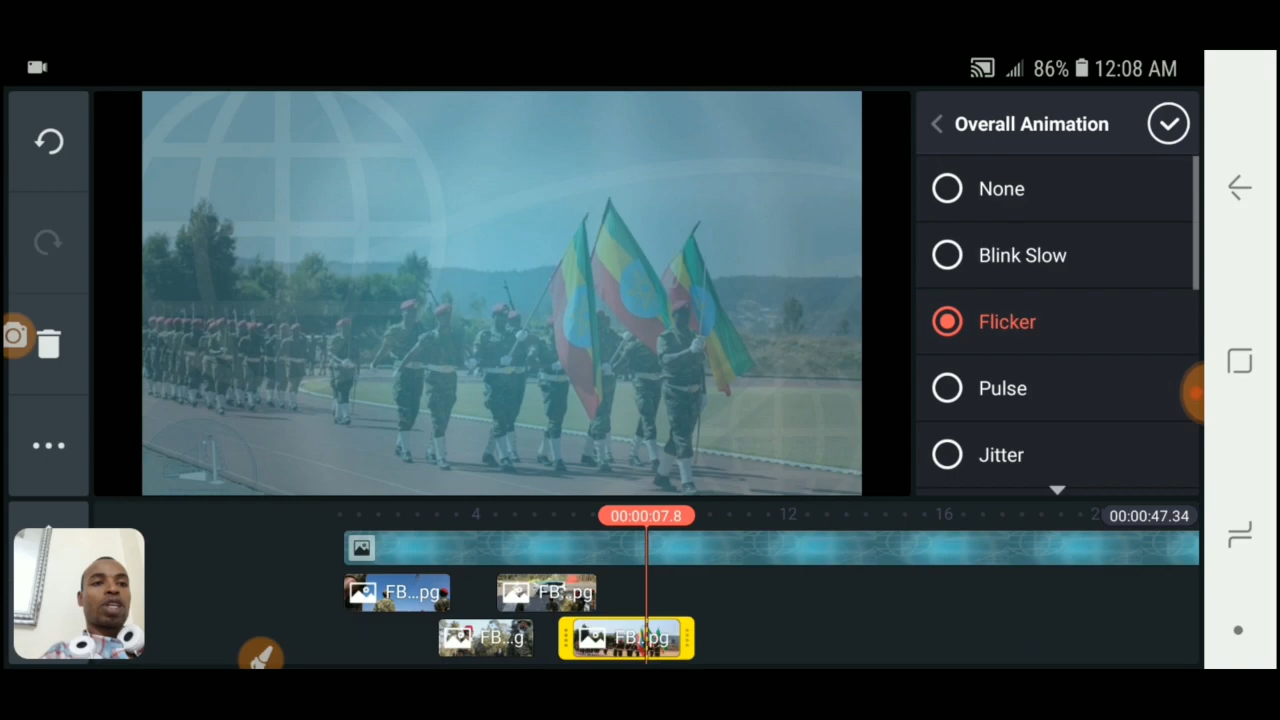 86% 12:08 AM
Overall Animation
None
Blink Slow
Flicker
Pulse
Jitter
4
00:00:07.8
12
16
2
00:00:47.34
FB...pg
FB...pg
FB...g
FB...pg